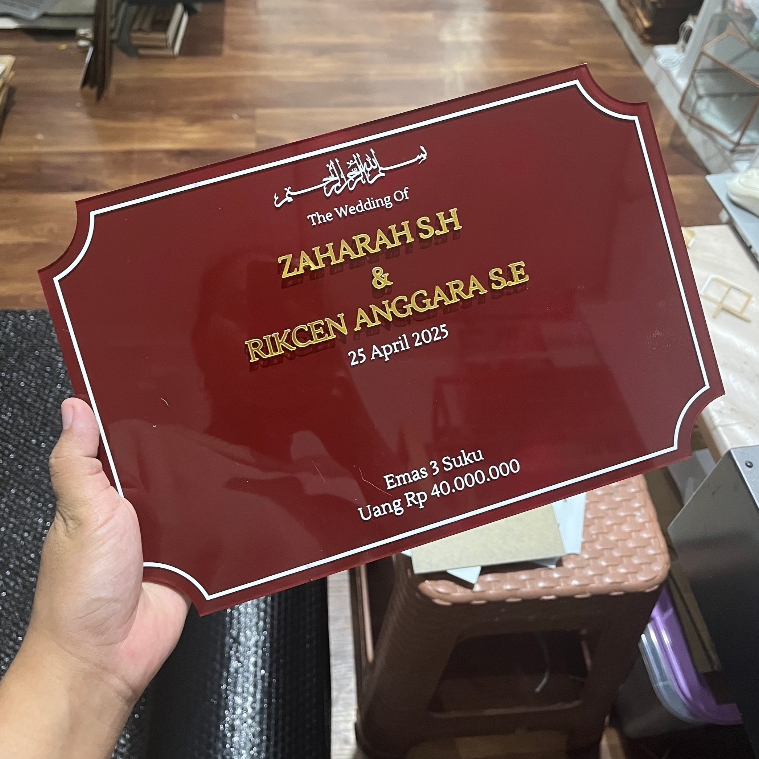 بسم الله الرحمن الرحيم
The Wedding Of
ZAHARAH S.H
&
RIKCEN ANGGARA S.E
25 April 2025
Emas 3 Suku
Uang Rp 40.000.000